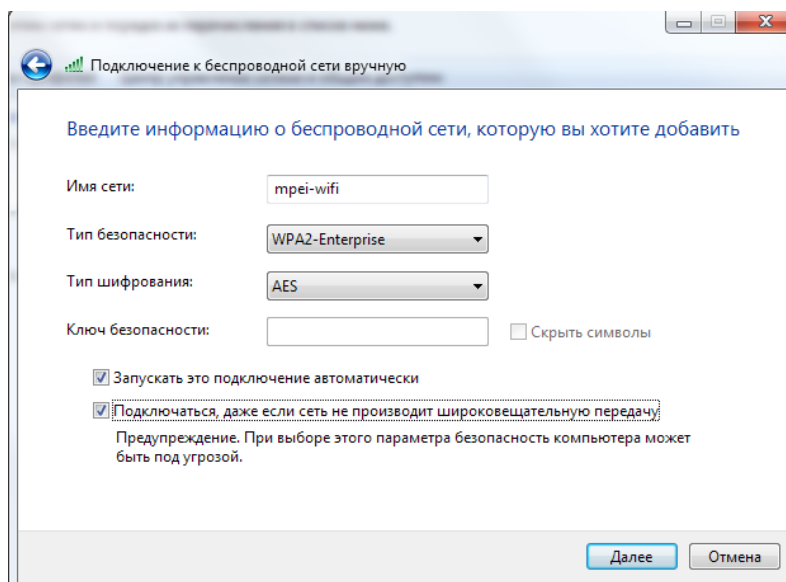 Подключение к беспроводной сети вручную
Введите информацию о беспроводной сети, которую вы хотите добавить
Имя сети: mpei-wifi
Тип безопасности: WPA2-Enterprise
Тип шифрования: AES
Ключ безопасности: Скрыть символы
Запускать это подключение автоматически
Подключаться, даже если сеть не производит широковещательную передачу
Предупреждение. При выборе этого параметра безопасность компьютера может
быть под угрозой.
Далее Отмена